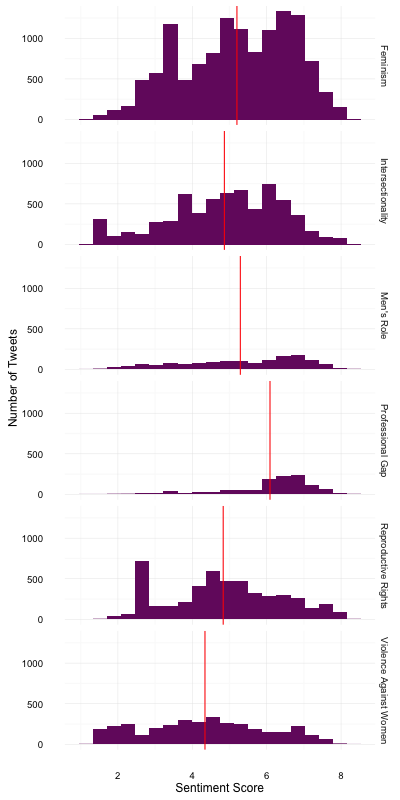 1000
500
0
Feminism
1000
500
0
Intersectionality
1000
500
0
Men's Role
1000
500
0
Professional Gap
1000
500
0
Reproductive Rights
1000
500
0
Violence Against Women
Number of Tweets
2 4 6 8
Sentiment Score